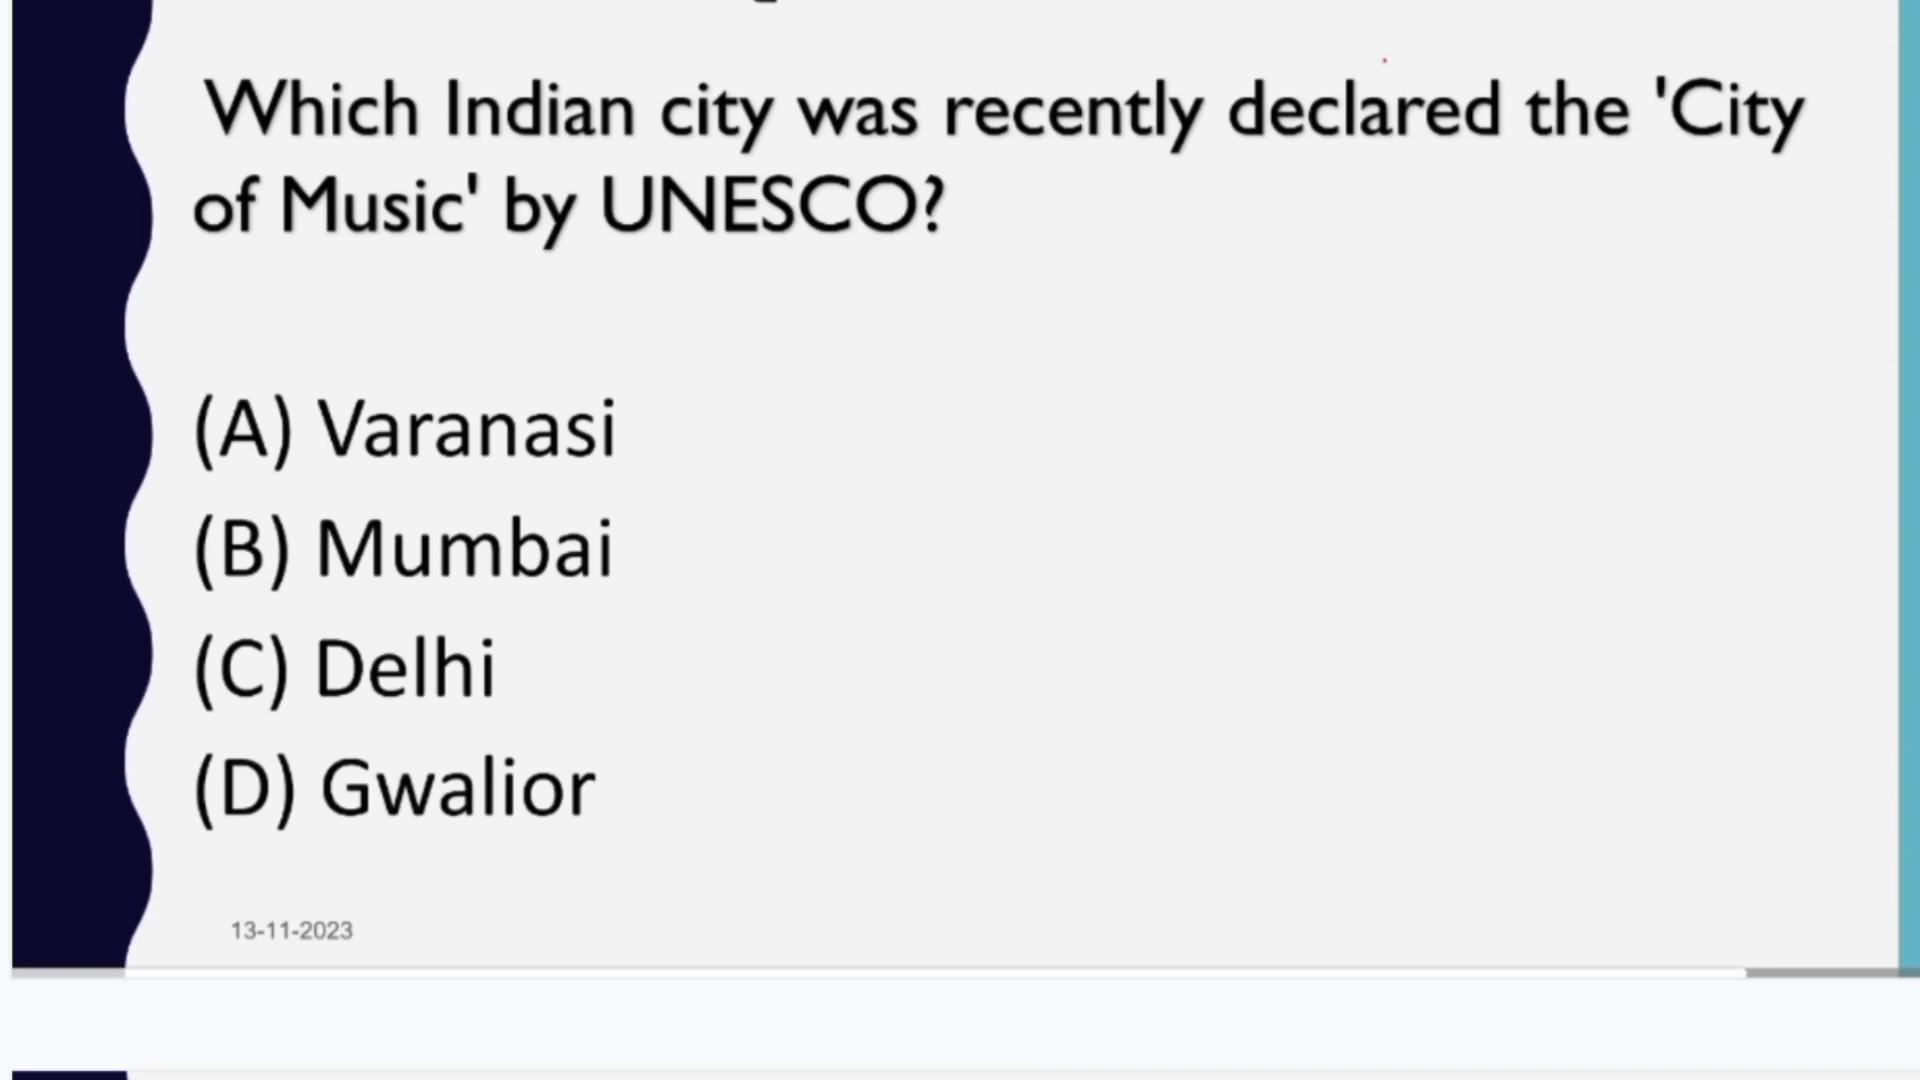 Which Indian city was recently declared the 'City
of Music' by UNESCO?
(A) Varanasi
(B) Mumbai
(C) Delhi
(D) Gwalior
13-11-2023